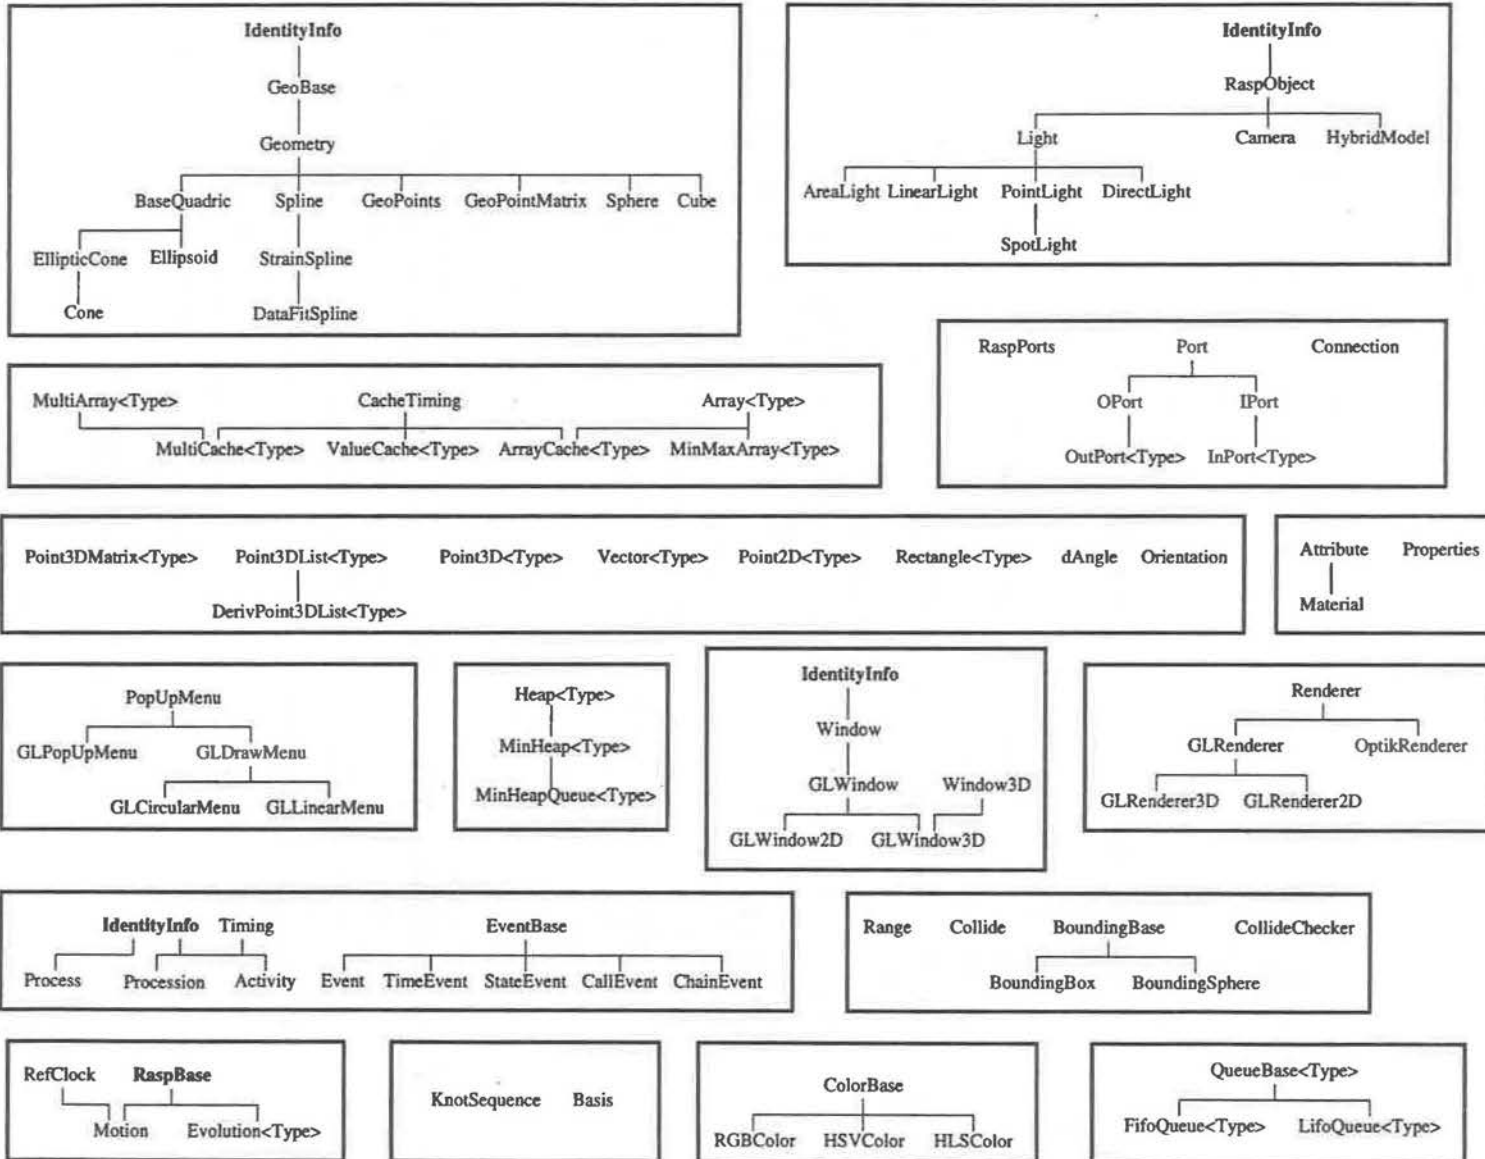 IdentityInfo
GeoBase
Geometry
BaseQuadric Spline GeoPoints GeoPointMatrix Sphere Cube
EllipticCone Ellipsoid StrainSpline
Cone DataFitSpline
IdentityInfo
RaspObject
Light Camera HybridModel
AreaLight LinearLight PointLight DirectLight
SpotLight
MultiArray<Type> CacheTiming Array<Type>
MultiCache<Type> ValueCache<Type> ArrayCache<Type> MinMaxArray<Type>
RaspPorts Port Connection
OPort IPort
OutPort<Type> InPort<Type>
Point3DMatrix<Type> Point3DList<Type> Point3D<Type> Vector<Type> Point2D<Type> Rectangle<Type> dAngle Orientation
DerivPoint3DList<Type>
Attribute Properties
Material
PopUpMenu
GLPopUpMenu GLDrawMenu
GLCircularMenu GLLinearMenu
Heap<Type>
MinHeap<Type>
MinHeapQueue<Type>
IdentityInfo
Window
GLWindow Window3D
GLWindow2D GLWindow3D
Renderer
GLRenderer OptikRenderer
GLRenderer3D GLRenderer2D
IdentityInfo Timing EventBase
Process Procession Activity Event TimeEvent StateEvent CallEvent ChainEvent
Range Collide BoundingBase CollideChecker
BoundingBox BoundingSphere
RefClock RaspBase
Motion Evolution<Type>
KnotSequence Basis
ColorBase
RGBColor HSVColor HLSColor
QueueBase<Type>
FifoQueue<Type> LifoQueue<Type>